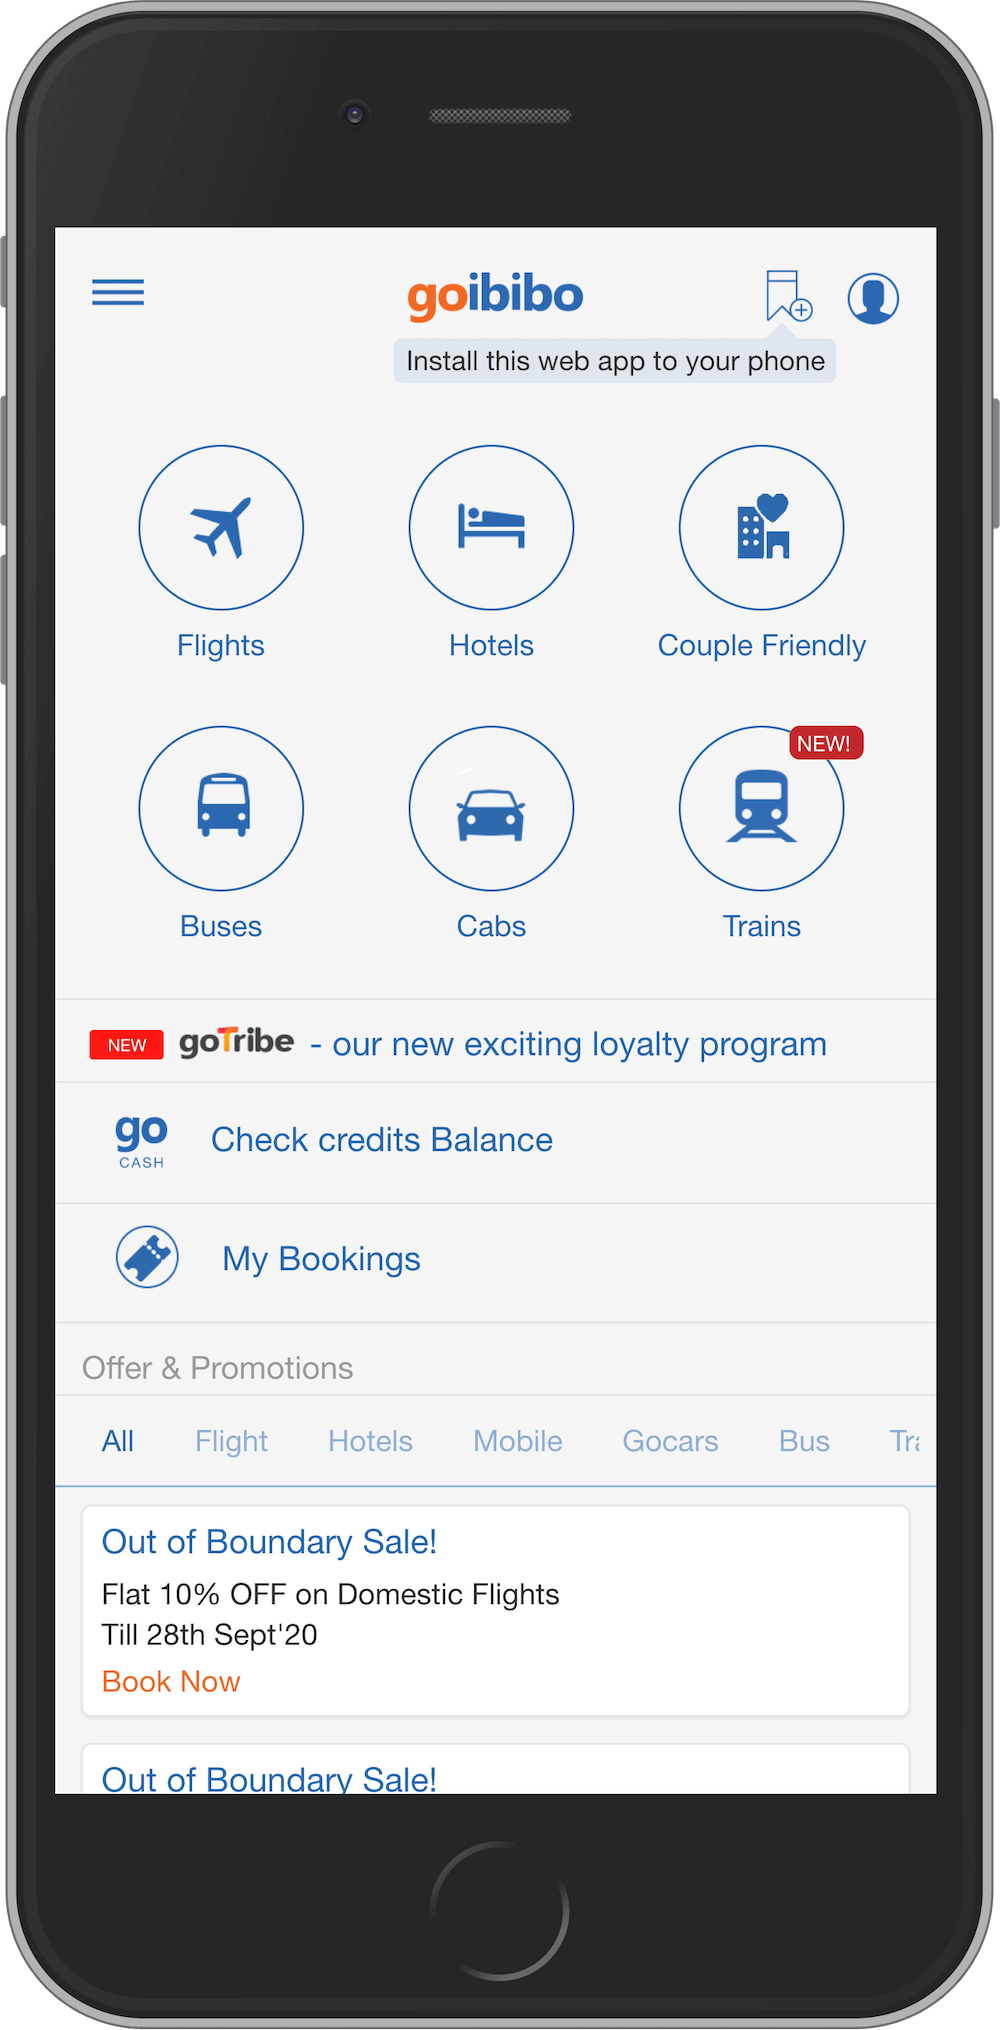 goibibo
Install this web app to your phone
Flights
Hotels
Couple Friendly
NEW!
Buses
Cabs
Trains
NEW goTribe - our new exciting loyalty program
go
CASH
Check credits Balance
My Bookings
Offer & Promotions
All Flight Hotels Mobile Gocars Bus
Out of Boundary Sale!
Flat 10% OFF on Domestic Flights
Till 28th Sept'20
Book Now
Out of Boundary Sale!